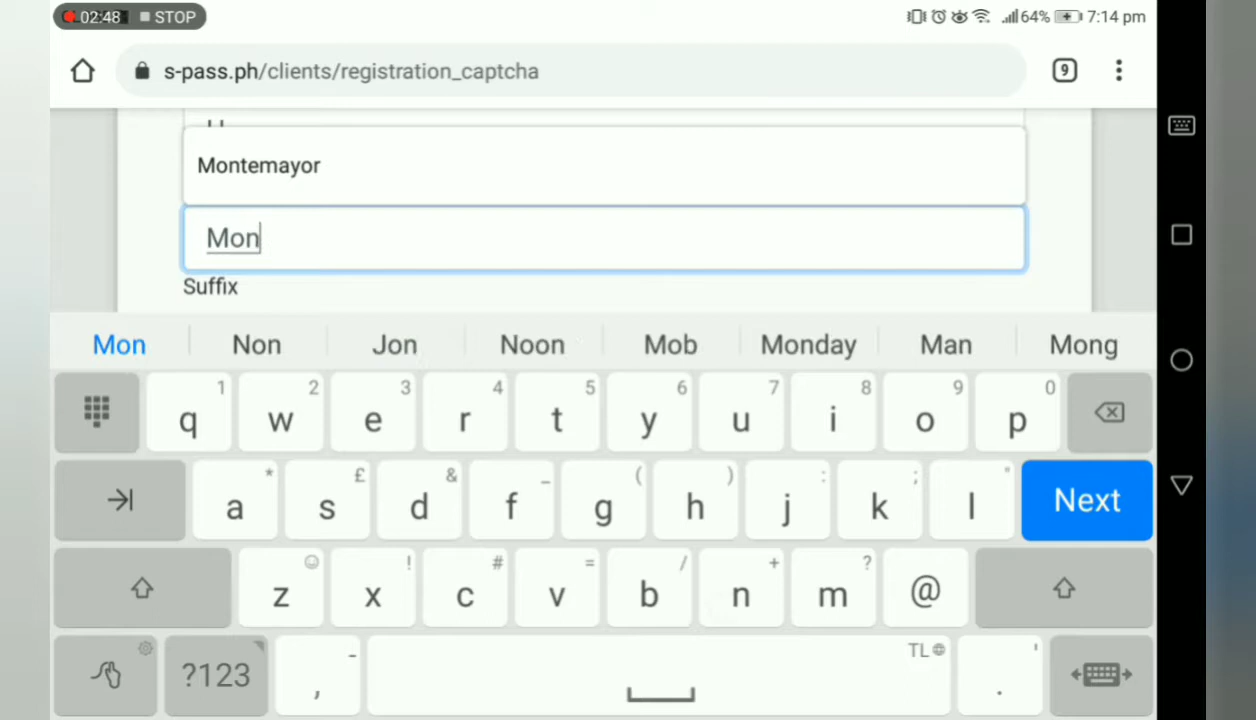 02:48 STOP 64% 7:14 pm
s-pass.ph/clients/registration_captcha 9
Montemayor
Mon
Suffix
Mon Non Jon Noon Mob Monday Man Mong
1 2 3 4 5 6 7 8 9 0
q w e r t y u i o p
* £ & _ ( ) : ; "
a s d f g h j k l Next
! # = / + ?
z x c v b n m @
- TL '
?123 , .